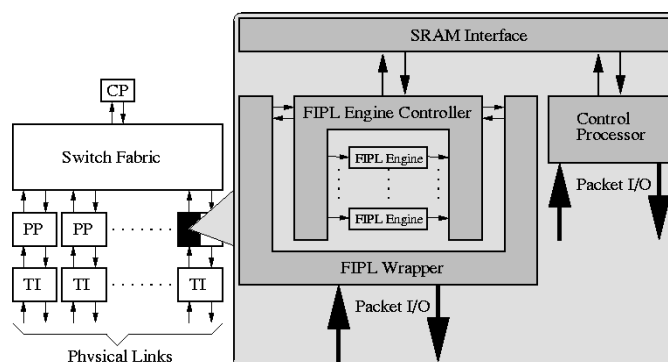 SRAM Interface
CP
FIPL Engine Controller
Control
Processor
Switch Fabric
FIPL Engine
Packet I/O
FIPL Engine
PP
PP
FIPL Wrapper
TI
TI
TI
Packet I/O
Physical Links